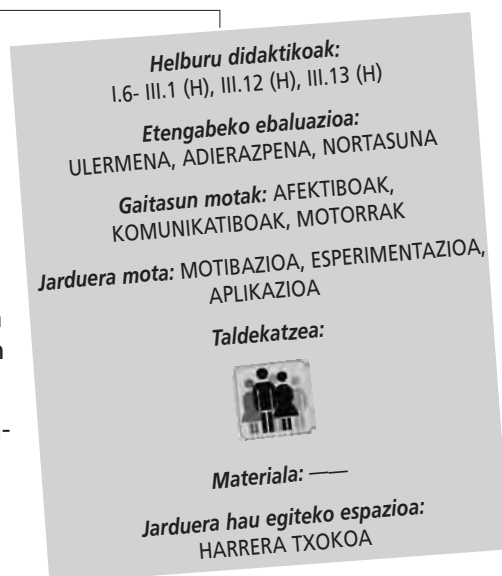 Helburu didaktikoak:
I.6- III.1 (H), III.12 (H), III.13 (H)
Etengabeko ebaluazioa:
ULERMENA, ADIERAZPENA, NORTASUNA
Gaitasun motak: AFEKTIBOAK,
KOMUNIKATIBOAK, MOTORRAK
Jarduera mota: MOTIBAZIOA, ESPERIMENTAZIOA,
APLIKAZIOA
Taldekatzea:
Materiala: ——
Jarduera hau egiteko espazioa:
HARRERA TXOKOA